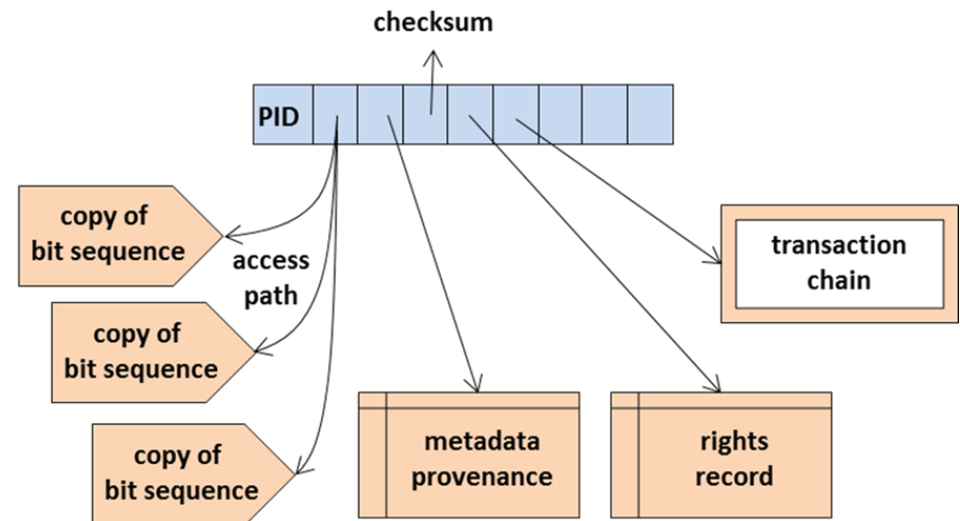 checksum
PID
copy of
bit sequence
access
path
copy of
bit sequence
copy of
bit sequence
metadata
provenance
rights
record
transaction
chain